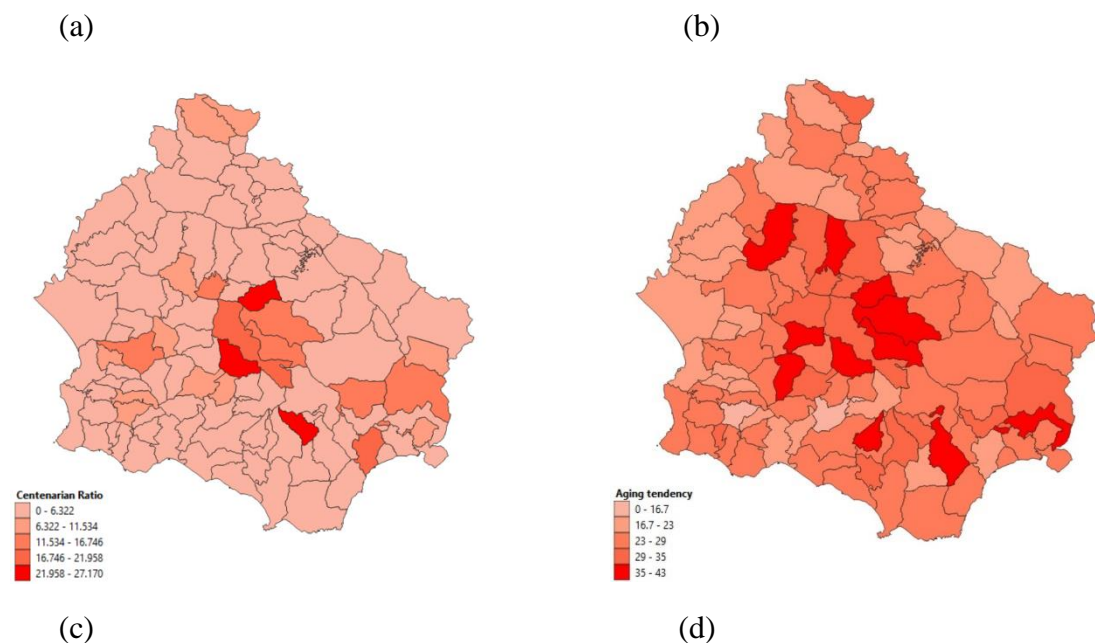 (a)
(b)
Centenarian Ratio
0 - 6.322
6.322 - 11.534
11.534 - 16.746
16.746 - 21.958
21.958 - 27.170
Aging tendency
0 - 16.7
16.7 - 23
23 - 29
29 - 35
35 - 43
(c)
(d)